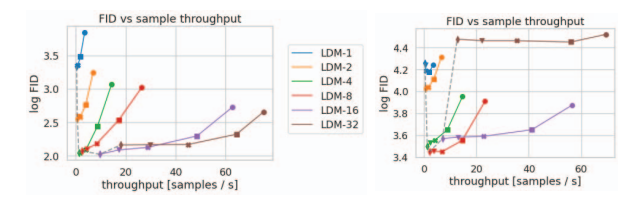 FID vs sample throughput
log FID
3.5
3.0
2.5
2.0
0
20
40
60
throughput [samples / s]
LDM-1
LDM-2
LDM-4
LDM-8
LDM-16
LDM-32
FID vs sample throughput
log FID
4.4
4.2
4.0
3.8
3.6
3.4
0
20
40
60
throughput [samples / s]